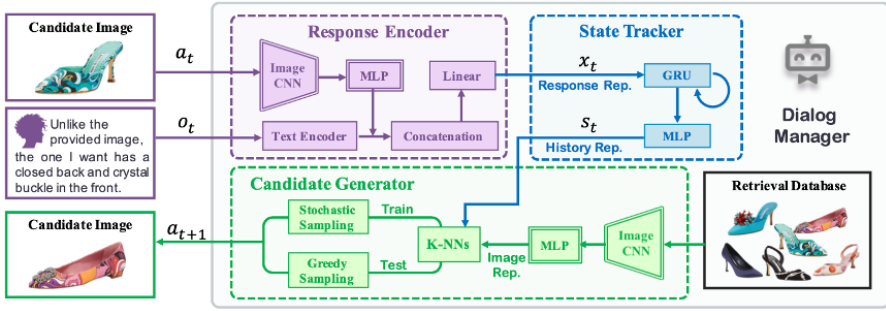 Candidate Image
a_t
Response Encoder
Image
CNN
MLP
Linear
Text Encoder
Concatenation
o_t
Unlike the
provided image,
the one I want has a
closed back and crystal
buckle in the front.
State Tracker
x_t
Response Rep.
GRU
s_t
History Rep.
MLP
Dialog
Manager
Candidate Generator
Stochastic
Sampling
Train
K-NNs
Greedy
Sampling
Test
Image
Rep.
MLP
Image
CNN
Retrieval Database
Candidate Image
a_{t+1}